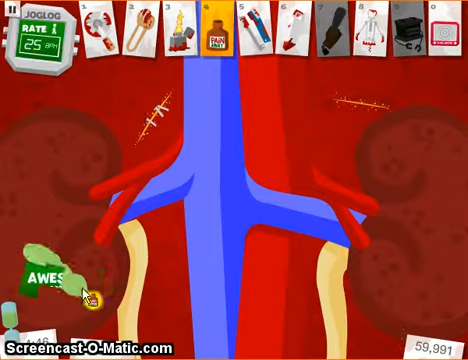 JOGLOG
RATE
25 BPM
1 2 3 4 5 6 7 8 9 0
PAIN
AWAY
AWES
:46
59,991
Screencast-O-Matic.com